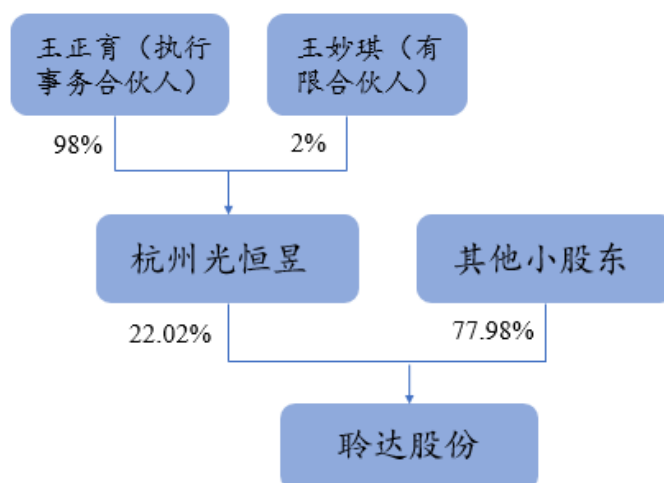 王正育（执行
事务合伙人）
王妙琪（有
限合伙人）
98%
2%
杭州光恒昱
其他小股东
22.02%
77.98%
聆达股份